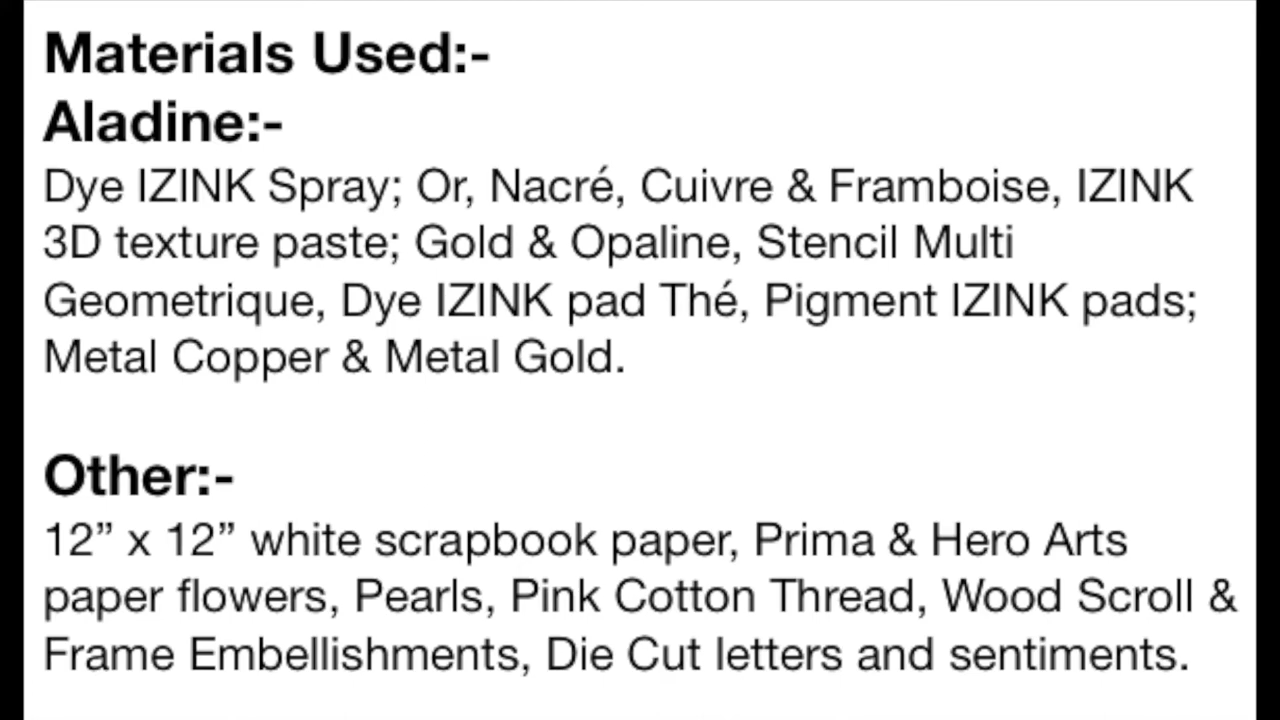 Materials Used:-
Aladine:-
Dye IZINK Spray; Or, Nacré, Cuivre & Framboise, IZINK
3D texture paste; Gold & Opaline, Stencil Multi
Geometrique, Dye IZINK pad Thé, Pigment IZINK pads;
Metal Copper & Metal Gold.
Other:-
12” x 12” white scrapbook paper, Prima & Hero Arts
paper flowers, Pearls, Pink Cotton Thread, Wood Scroll &
Frame Embellishments, Die Cut letters and sentiments.